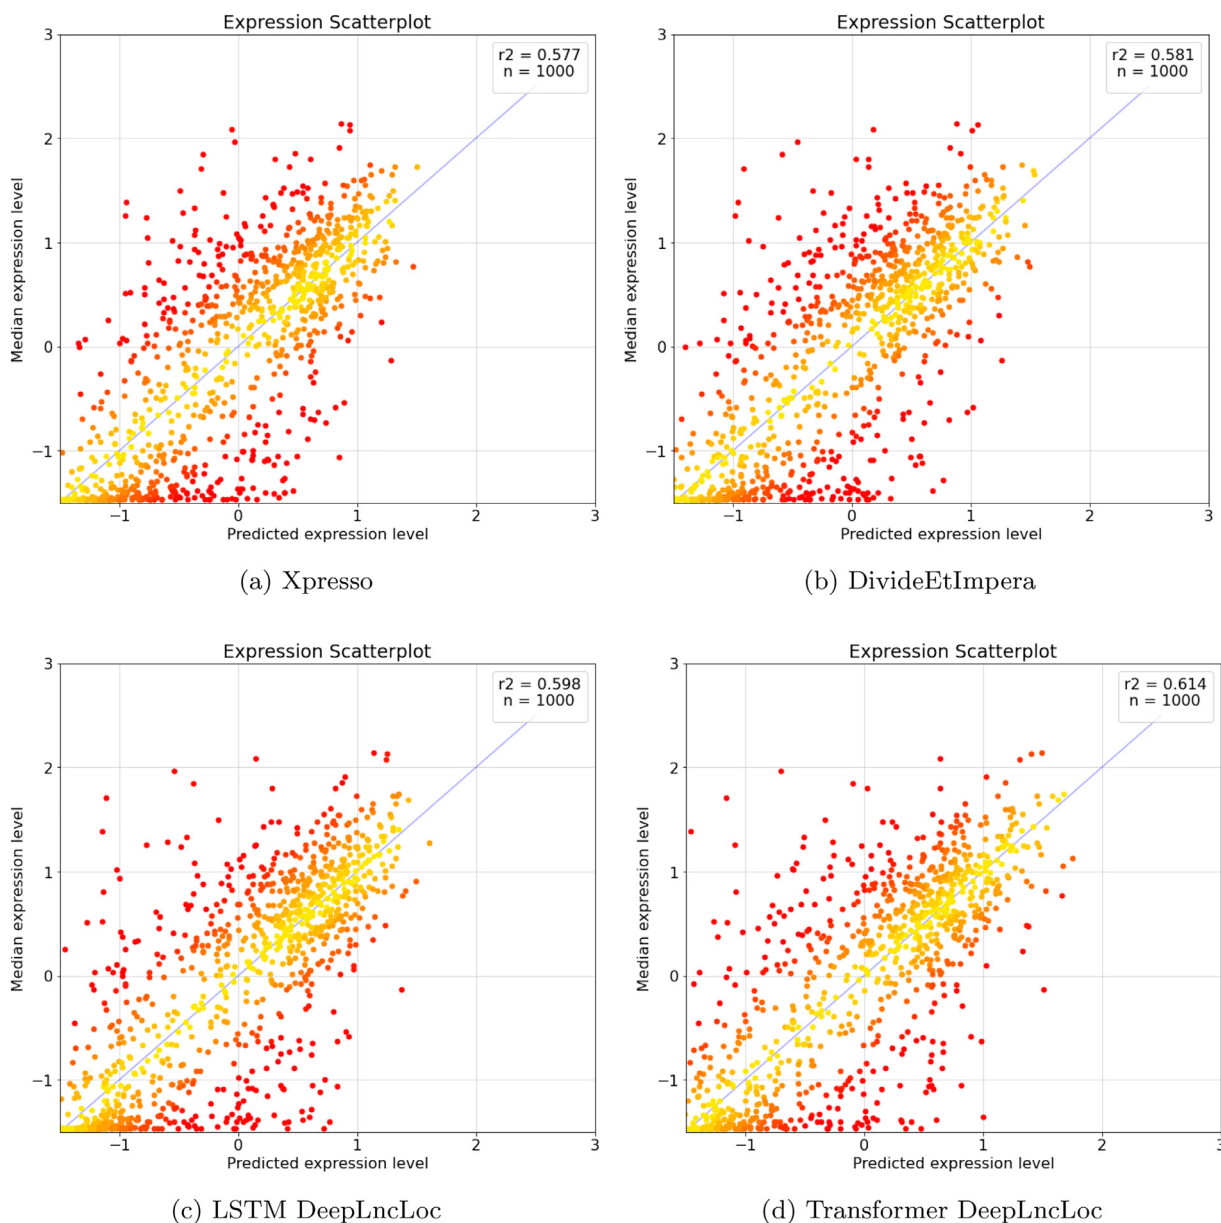 Expression Scatterplot
r2 = 0.577
n = 1000
3
2
1
0
−1
Median expression level
−1 0 1 2 3
Predicted expression level
(a) Xpresso
Expression Scatterplot
r2 = 0.581
n = 1000
3
2
1
0
−1
Median expression level
−1 0 1 2 3
Predicted expression level
(b) DivideEtImpera
Expression Scatterplot
r2 = 0.598
n = 1000
3
2
1
0
−1
Median expression level
−1 0 1 2 3
Predicted expression level
(c) LSTM DeepLncLoc
Expression Scatterplot
r2 = 0.614
n = 1000
3
2
1
0
−1
Median expression level
−1 0 1 2 3
Predicted expression level
(d) Transformer DeepLncLoc